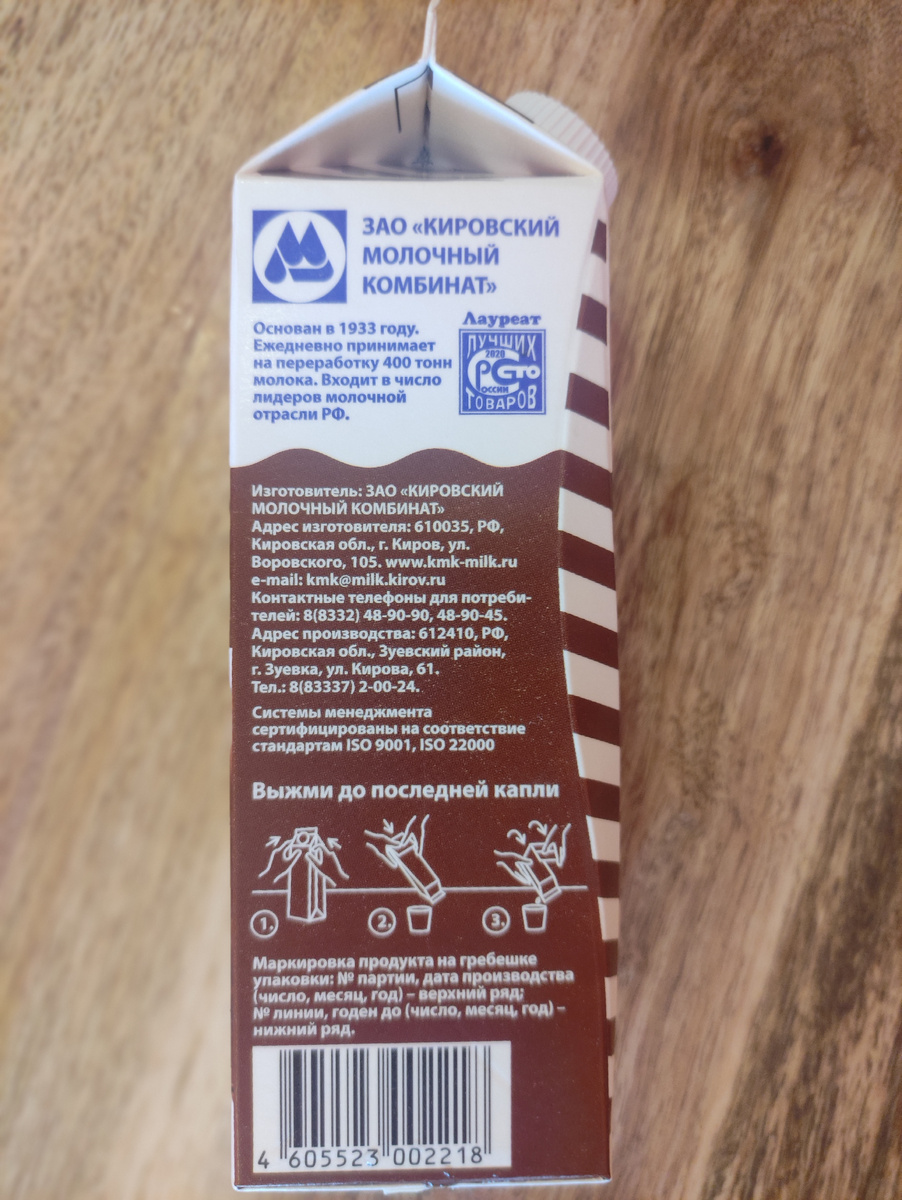 ЗАО «КИРОВСКИЙ
МОЛОЧНЫЙ
КОМБИНАТ»
Основан в 1933 году.
Ежедневно принимает
на переработку 400 тонн
молока. Входит в число
лидеров молочной
отрасли РФ.
Лауреат
ЛУЧШИХ
2020
СТО
РОССИИ
ТОВАРОВ
Изготовитель: ЗАО «КИРОВСКИЙ
МОЛОЧНЫЙ КОМБИНАТ»
Адрес изготовителя: 610035, РФ,
Кировская обл., г. Киров, ул.
Воровского, 105. www.kmk-milk.ru
e-mail: kmk@milk.kirov.ru
Контактные телефоны для потреби-
телей: 8(8332) 48-90-90, 48-90-45.
Адрес производства: 612410, РФ,
Кировская обл., Зуевский район,
г. Зуевка, ул. Кирова, 61.
Тел.: 8(83337) 2-00-24.
Системы менеджмента
сертифицированы на соответствие
стандартам ISO 9001, ISO 22000
Выжми до последней капли
1. 2. 3.
Маркировка продукта на гребешке
упаковки: № партии, дата производства
(число, месяц, год) – верхний ряд;
№ линии, годен до (число, месяц, год) –
нижний ряд.
4 605523 002218